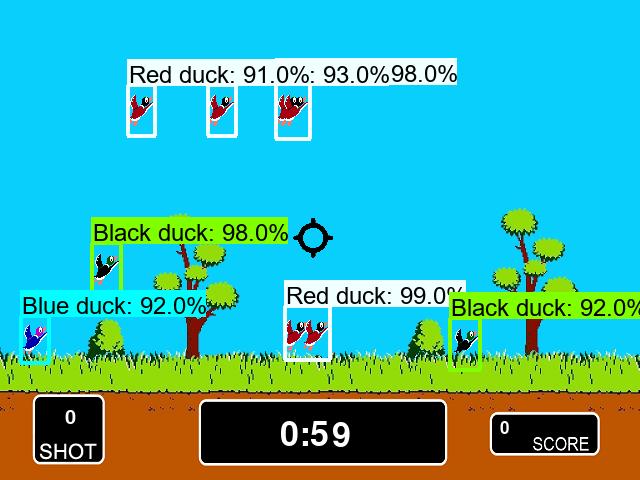 Red duck: 91.0%: 93.0%98.0%
Black duck: 98.0%
Red duck: 99.0%
Blue duck: 92.0%
Black duck: 92.0%
0
SHOT
0:59
0
SCORE